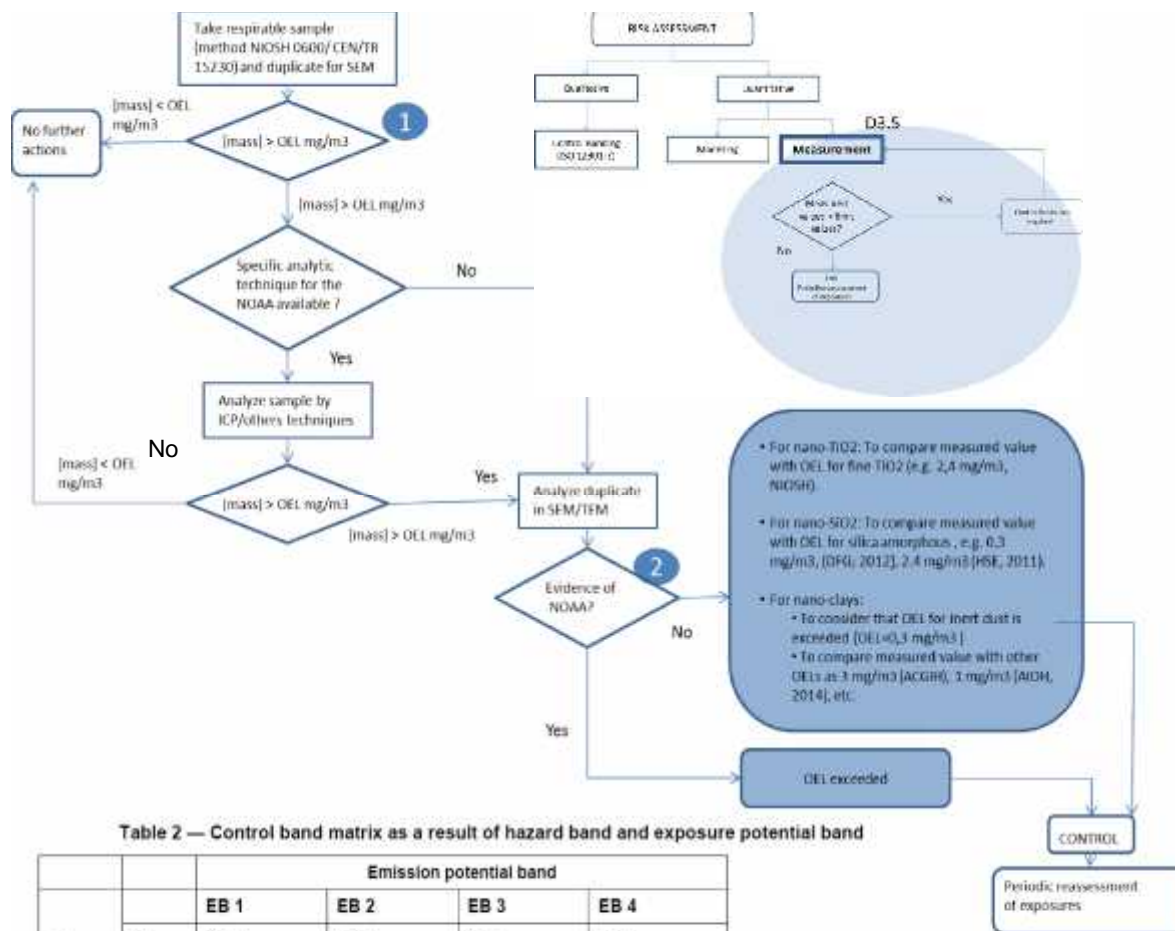 Take respirable sample
[method NIOSH 0600/ CEN/TR
15230) and duplicate for SEM
[mass] < OEL
mg/m3
No further
actions
[mass] > OEL mg/m3
1
[mass] > OEL mg/m3
Specific analytic
technique for the
NOAA available ?
No
Yes
Analyze sample by
ICP/others techniques
No
[mass] < OEL
mg/m3
[mass] > OEL mg/m3
Yes
[mass] > OEL mg/m3
Analyze duplicate
in SEM/TEM
2
Evidence of
NOAA?
No
Yes
RISK ASSESSMENT
Qualitative
Quantitative
D3.5
Control Banding
Modeling
Measurement
Yes
No
• For nano-TiO2: To compare measured value
with OEL for fine TiO2 (e.g. 2,4 mg/m3,
NIOSH).
• For nano-SiO2: To compare measured value
with OEL for silica amorphous , e.g. 0,3
mg/m3, (DFG, 2012), 2.4 mg/m3 (HSE, 2011).
• For nano-clays:
• To consider that OEL for inert dust is
exceeded (OEL=0,3 mg/m3 )
• To compare measured value with other
OELs as 3 mg/m3 (ACGIH), 1 mg/m3 (AIOH,
2014), etc.
OEL exceeded
CONTROL
Periodic reassessment
of exposures
Table 2 — Control band matrix as a result of hazard band and exposure potential band
Emission potential band
EB 1 EB 2 EB 3 EB 4